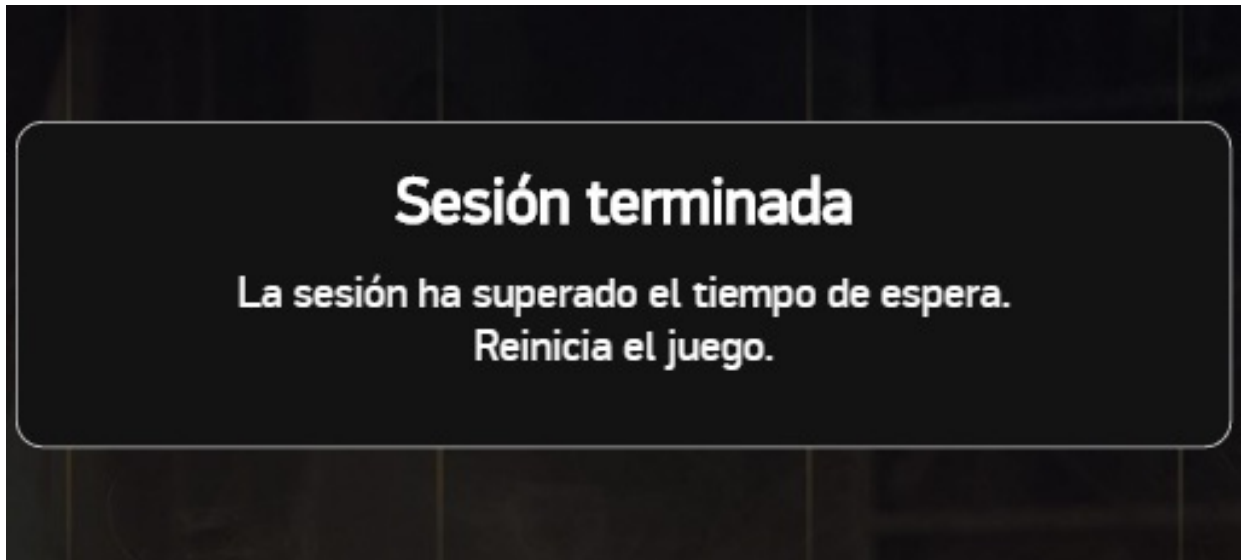 Sesión terminada
La sesión ha superado el tiempo de espera.
Reinicia el juego.